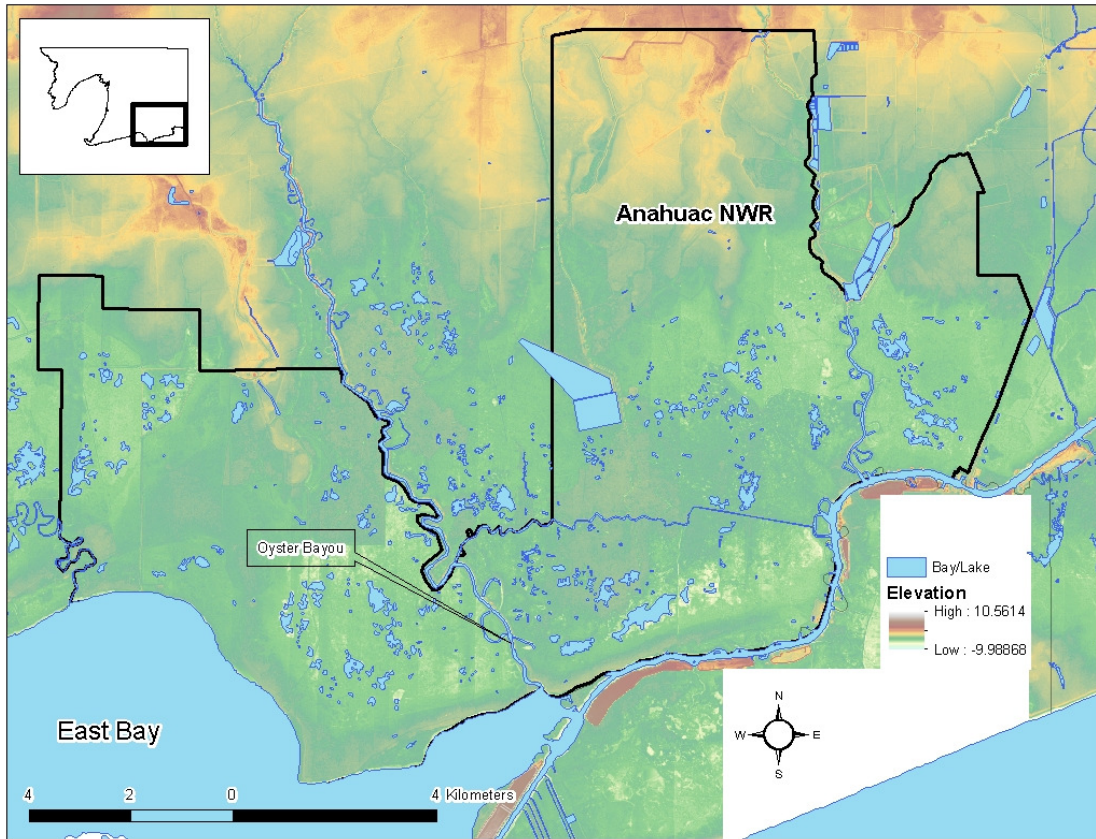 Anahuac NWR
Oyster Bayou
Bay/Lake
Elevation
High : 10.5614
Low : -9.98868
N
W E
S
East Bay
4 2 0 4 Kilometers